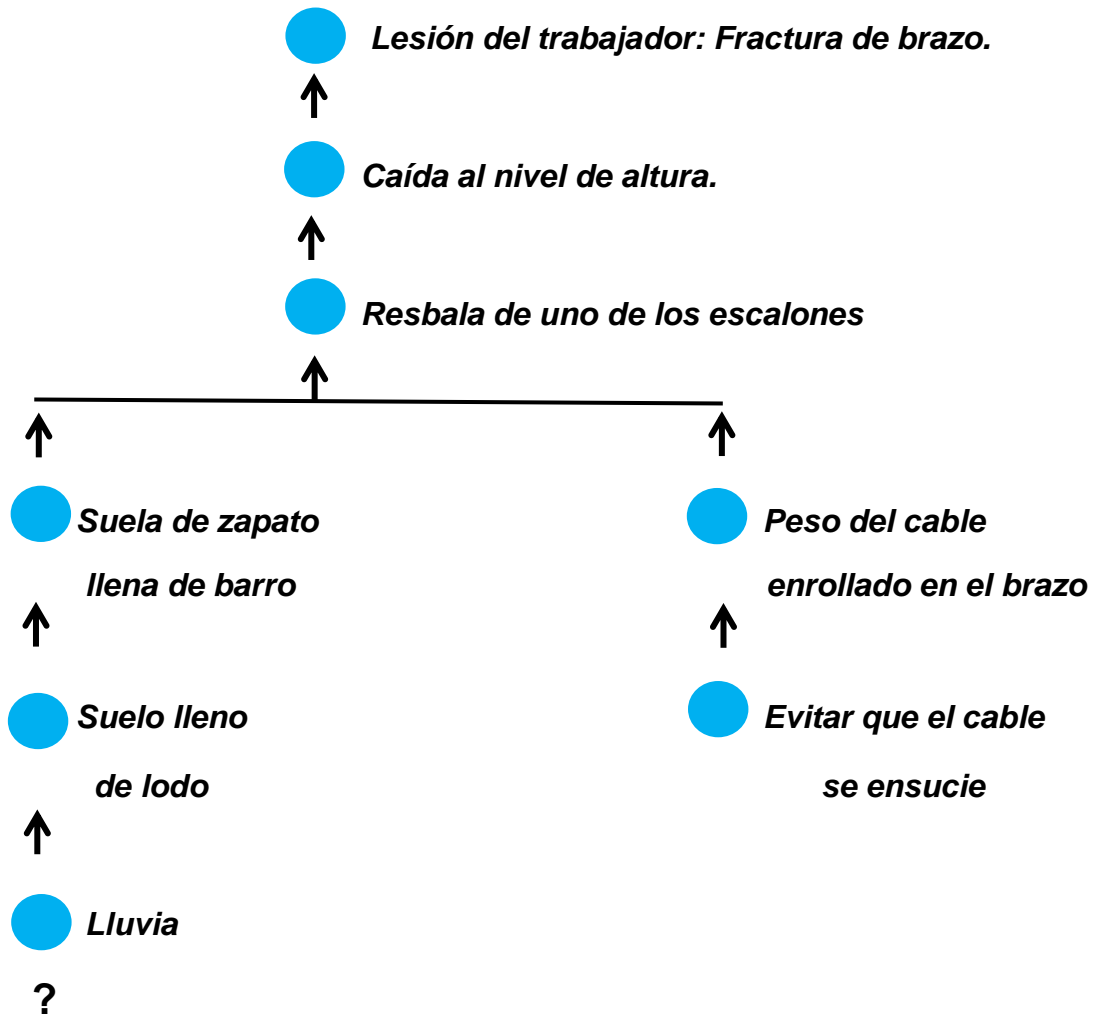 Lesión del trabajador: Fractura de brazo.
Caída al nivel de altura.
Resbala de uno de los escalones
Suela de zapato
llena de barro
Peso del cable
enrollado en el brazo
Suelo lleno
de lodo
Evitar que el cable
se ensucie
Lluvia
?